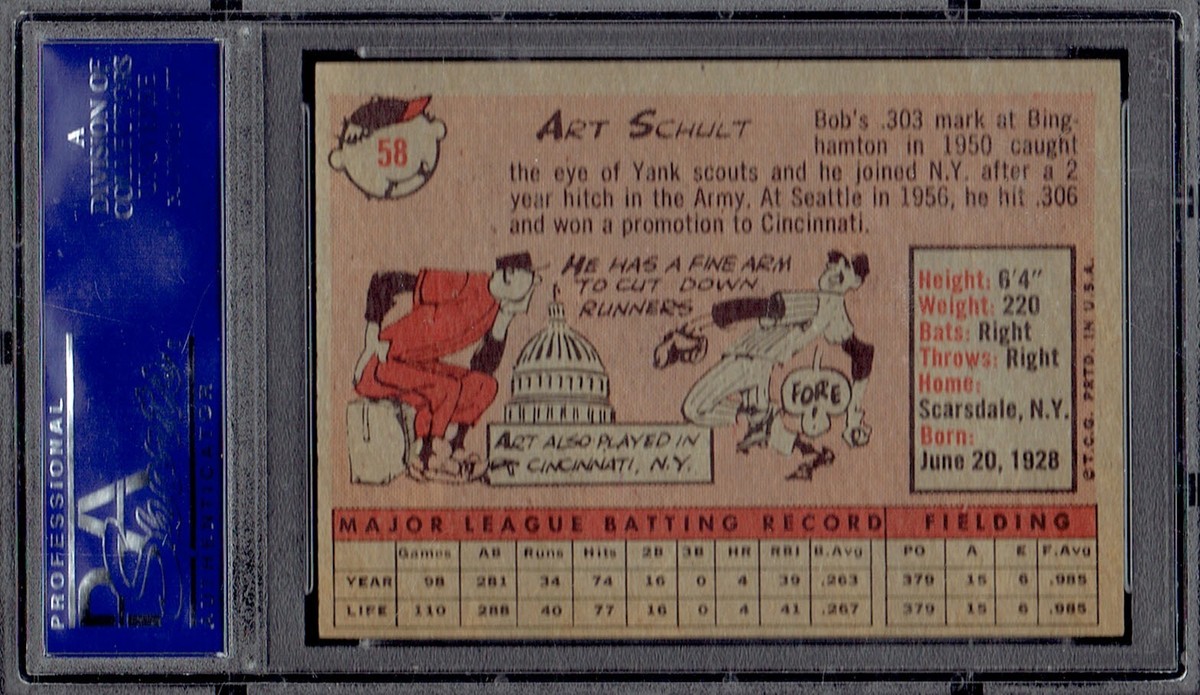 A
DIVISION OF
COLLECTORS
PROFESSIONAL
PSA
58
ART SCHULT
Bob's .303 mark at Bing-
hamton in 1950 caught
the eye of Yank scouts and he joined N.Y. after a 2
year hitch in the Army. At Seattle in 1956, he hit .306
and won a promotion to Cincinnati.
HE HAS A FINE ARM
TO CUT DOWN
RUNNERS
FORE
!
ART ALSO PLAYED IN
CINCINNATI, N.Y.
Height: 6'4"
Weight: 220
Bats: Right
Throws: Right
Home:
Scarsdale, N.Y.
Born:
June 20, 1928
©T.C.G. PRTD. IN U.S.A.
MAJOR LEAGUE BATTING RECORD FIELDING
Games AB Runs Hits 2B 3B HR RBI B.Avg PO A E F.Avg
YEAR 98 281 34 74 16 0 4 39 .263 379 15 6 .985
LIFE 110 288 40 77 16 0 4 41 .267 379 15 6 .985